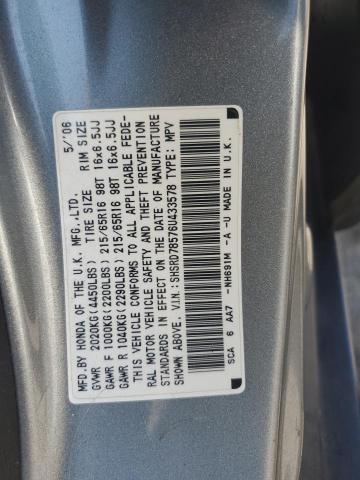 MFD.BY HONDA OF THE U.K. MFG.,LTD. 5/'06
GVWR 2020KG(4450LBS) TIRE SIZE RIM SIZE
GAWR F 1000KG(2200LBS) 215/65R16 98T 16x6.5JJ
GAWR R 1040KG(2290LBS) 215/65R16 98T 16x6.5JJ
THIS VEHICLE CONFORMS TO ALL APPLICABLE FEDE-
RAL MOTOR VEHICLE SAFETY AND THEFT PREVENTION
STANDARDS IN EFFECT ON THE DATE OF MANUFACTURE
SHOWN ABOVE. V.I.N.: SHSRD78576U433578 TYPE: MPV
SCA 6 AA7 -NH691M -A -U MADE IN U.K.